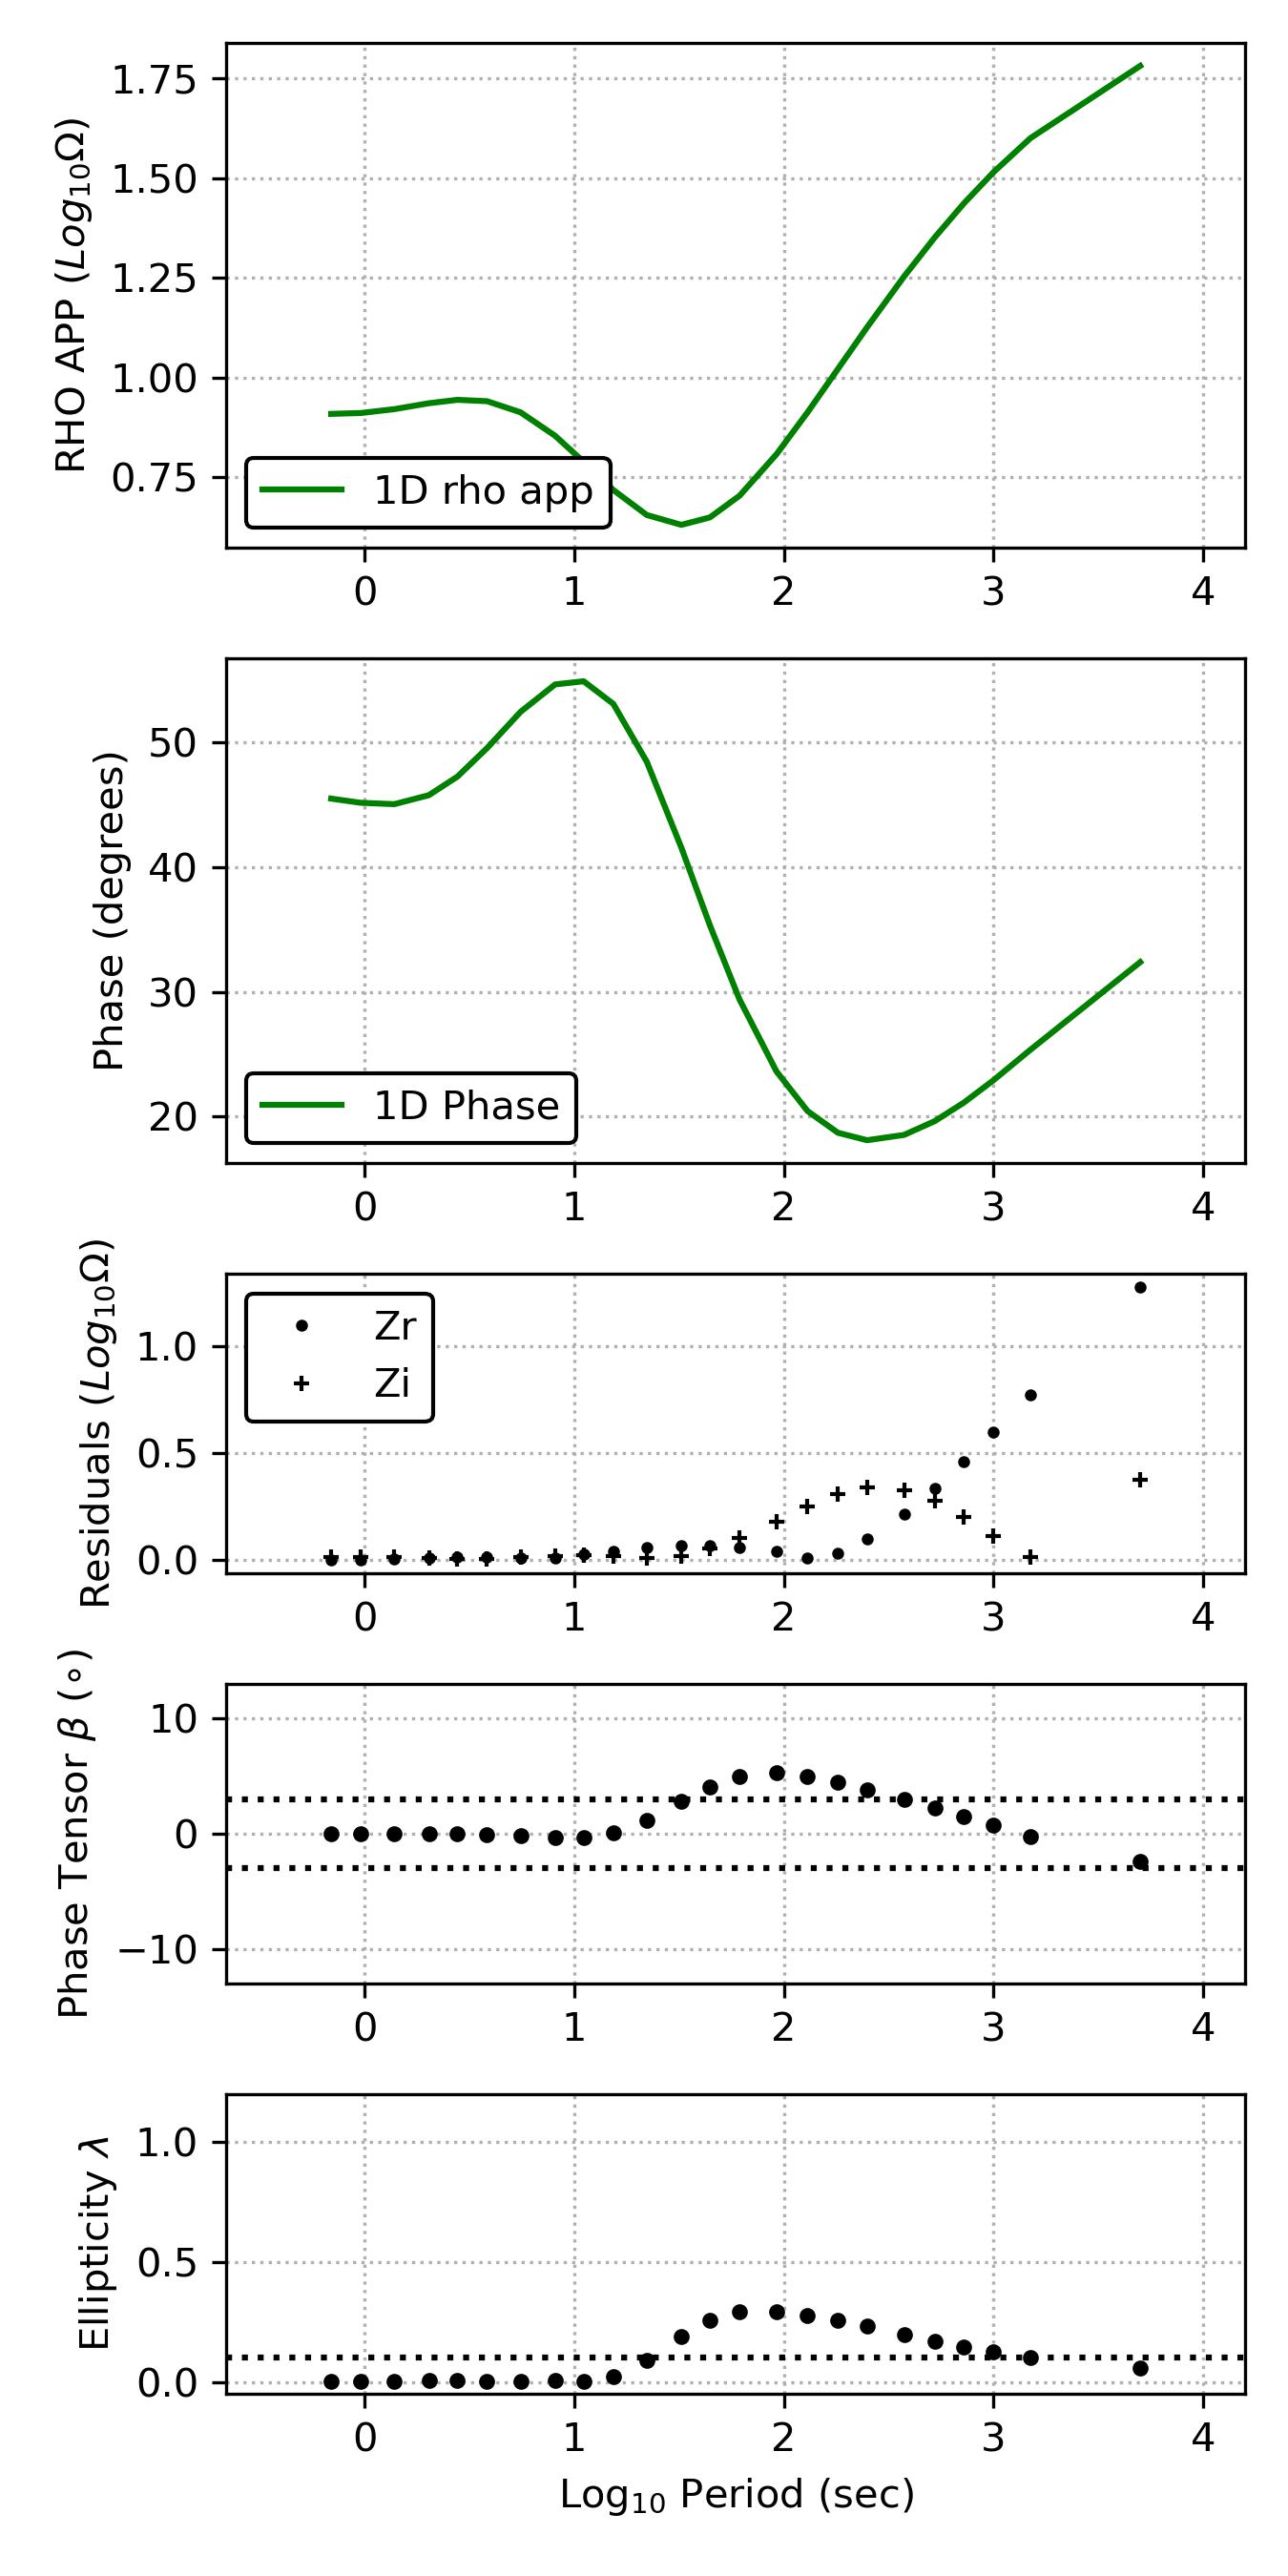 RHO APP (Log₁₀Ω)
1.75
1.50
1.25
1.00
0.75
1D rho app
0 1 2 3 4
Phase (degrees)
50
40
30
20
1D Phase
0 1 2 3 4
Residuals (Log₁₀Ω)
1.0
0.5
0.0
Zr
Zi
0 1 2 3 4
Phase Tensor β (∘)
10
0
−10
0 1 2 3 4
Ellipticity λ
1.0
0.5
0.0
0 1 2 3 4
Log₁₀ Period (sec)